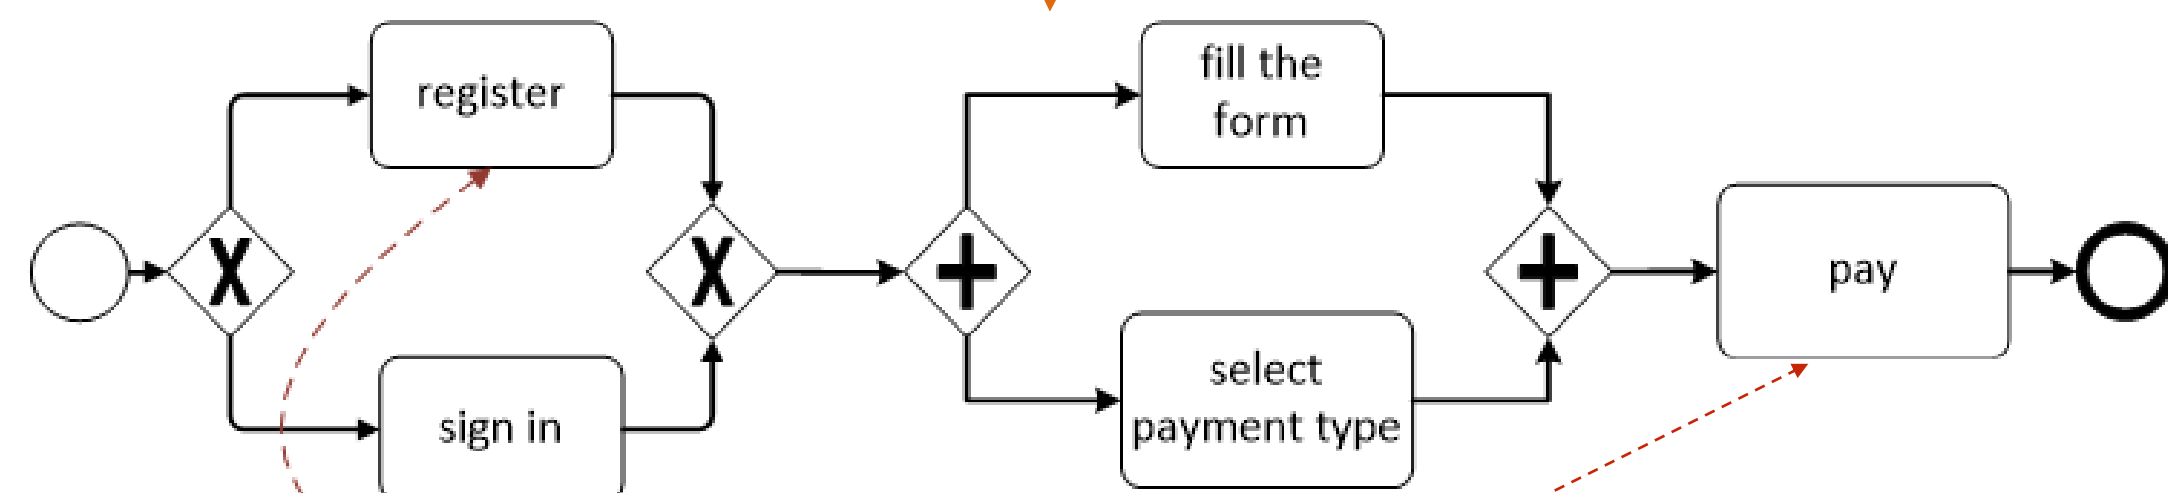 register
sign in
X
X
fill the
form
select
payment type
pay